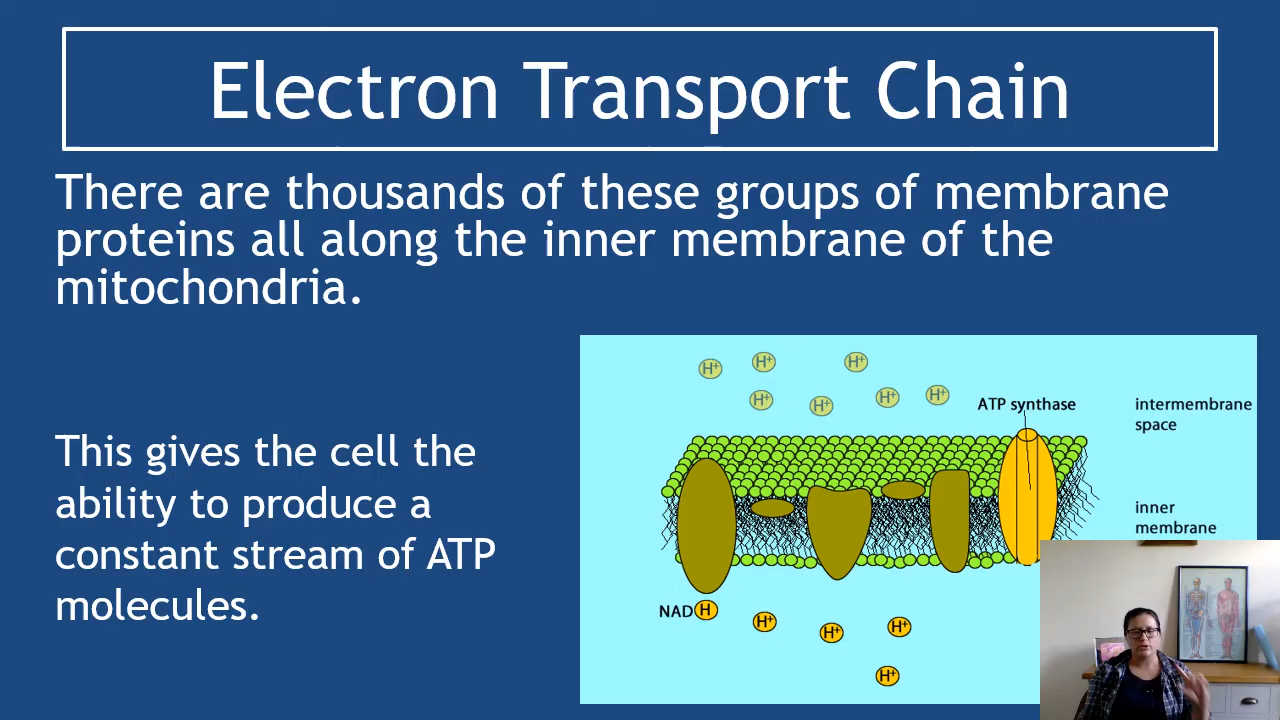 Electron Transport Chain
There are thousands of these groups of membrane
proteins all along the inner membrane of the
mitochondria.
This gives the cell the
ability to produce a
constant stream of ATP
molecules.
H⁺
H⁺
H⁺
H⁺
H⁺
H⁺
H⁺
ATP synthase
intermembrane
space
inner
membrane
NAD H
H⁺
H⁺
H⁺
H⁺